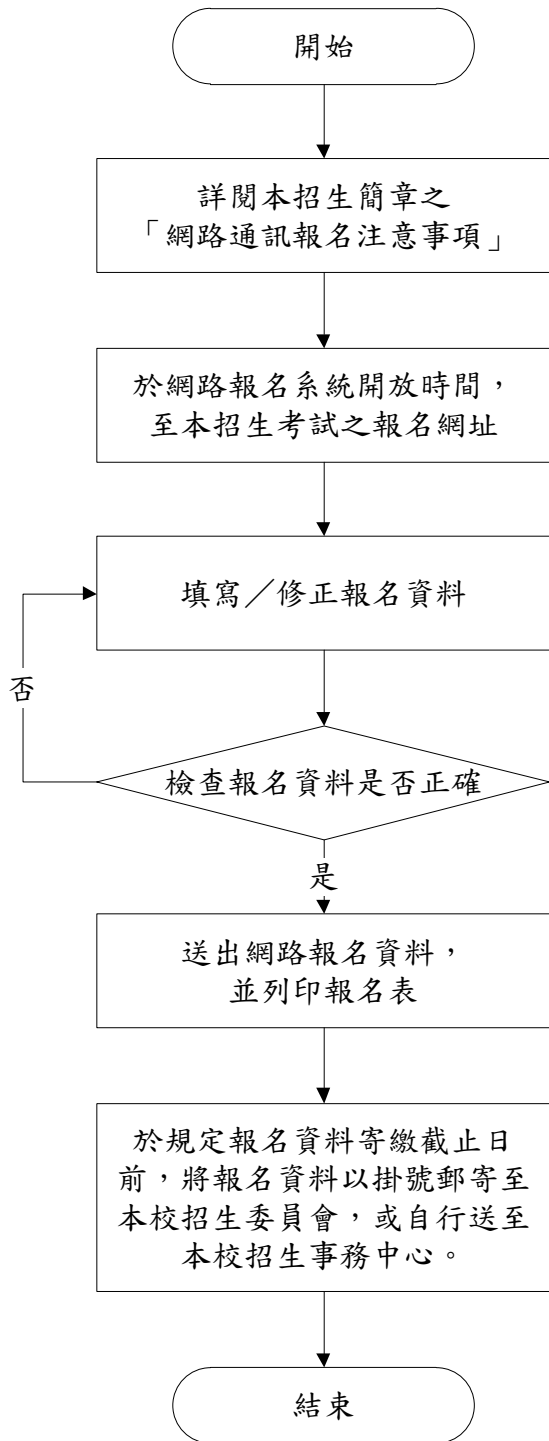 開始
詳閱本招生簡章之
「網路通訊報名注意事項」
於網路報名系統開放時間，
至本招生考試之報名網址
填寫／修正報名資料
否
檢查報名資料是否正確
是
送出網路報名資料，
並列印報名表
於規定報名資料寄繳截止日
前，將報名資料以掛號郵寄至
本校招生委員會，或自行送至
本校招生事務中心。
結束